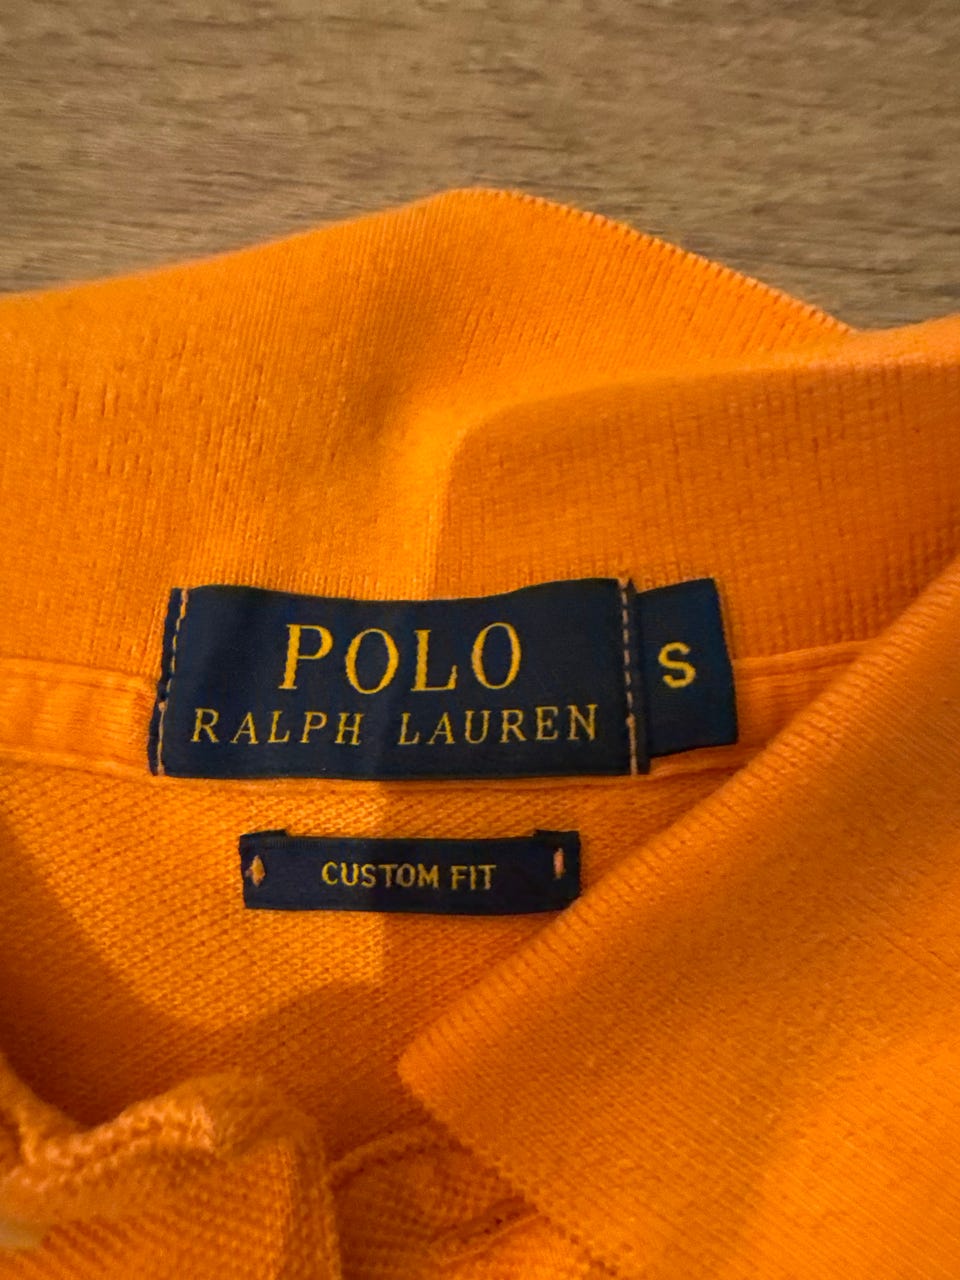 POLO
RALPH LAUREN
S
CUSTOM FIT